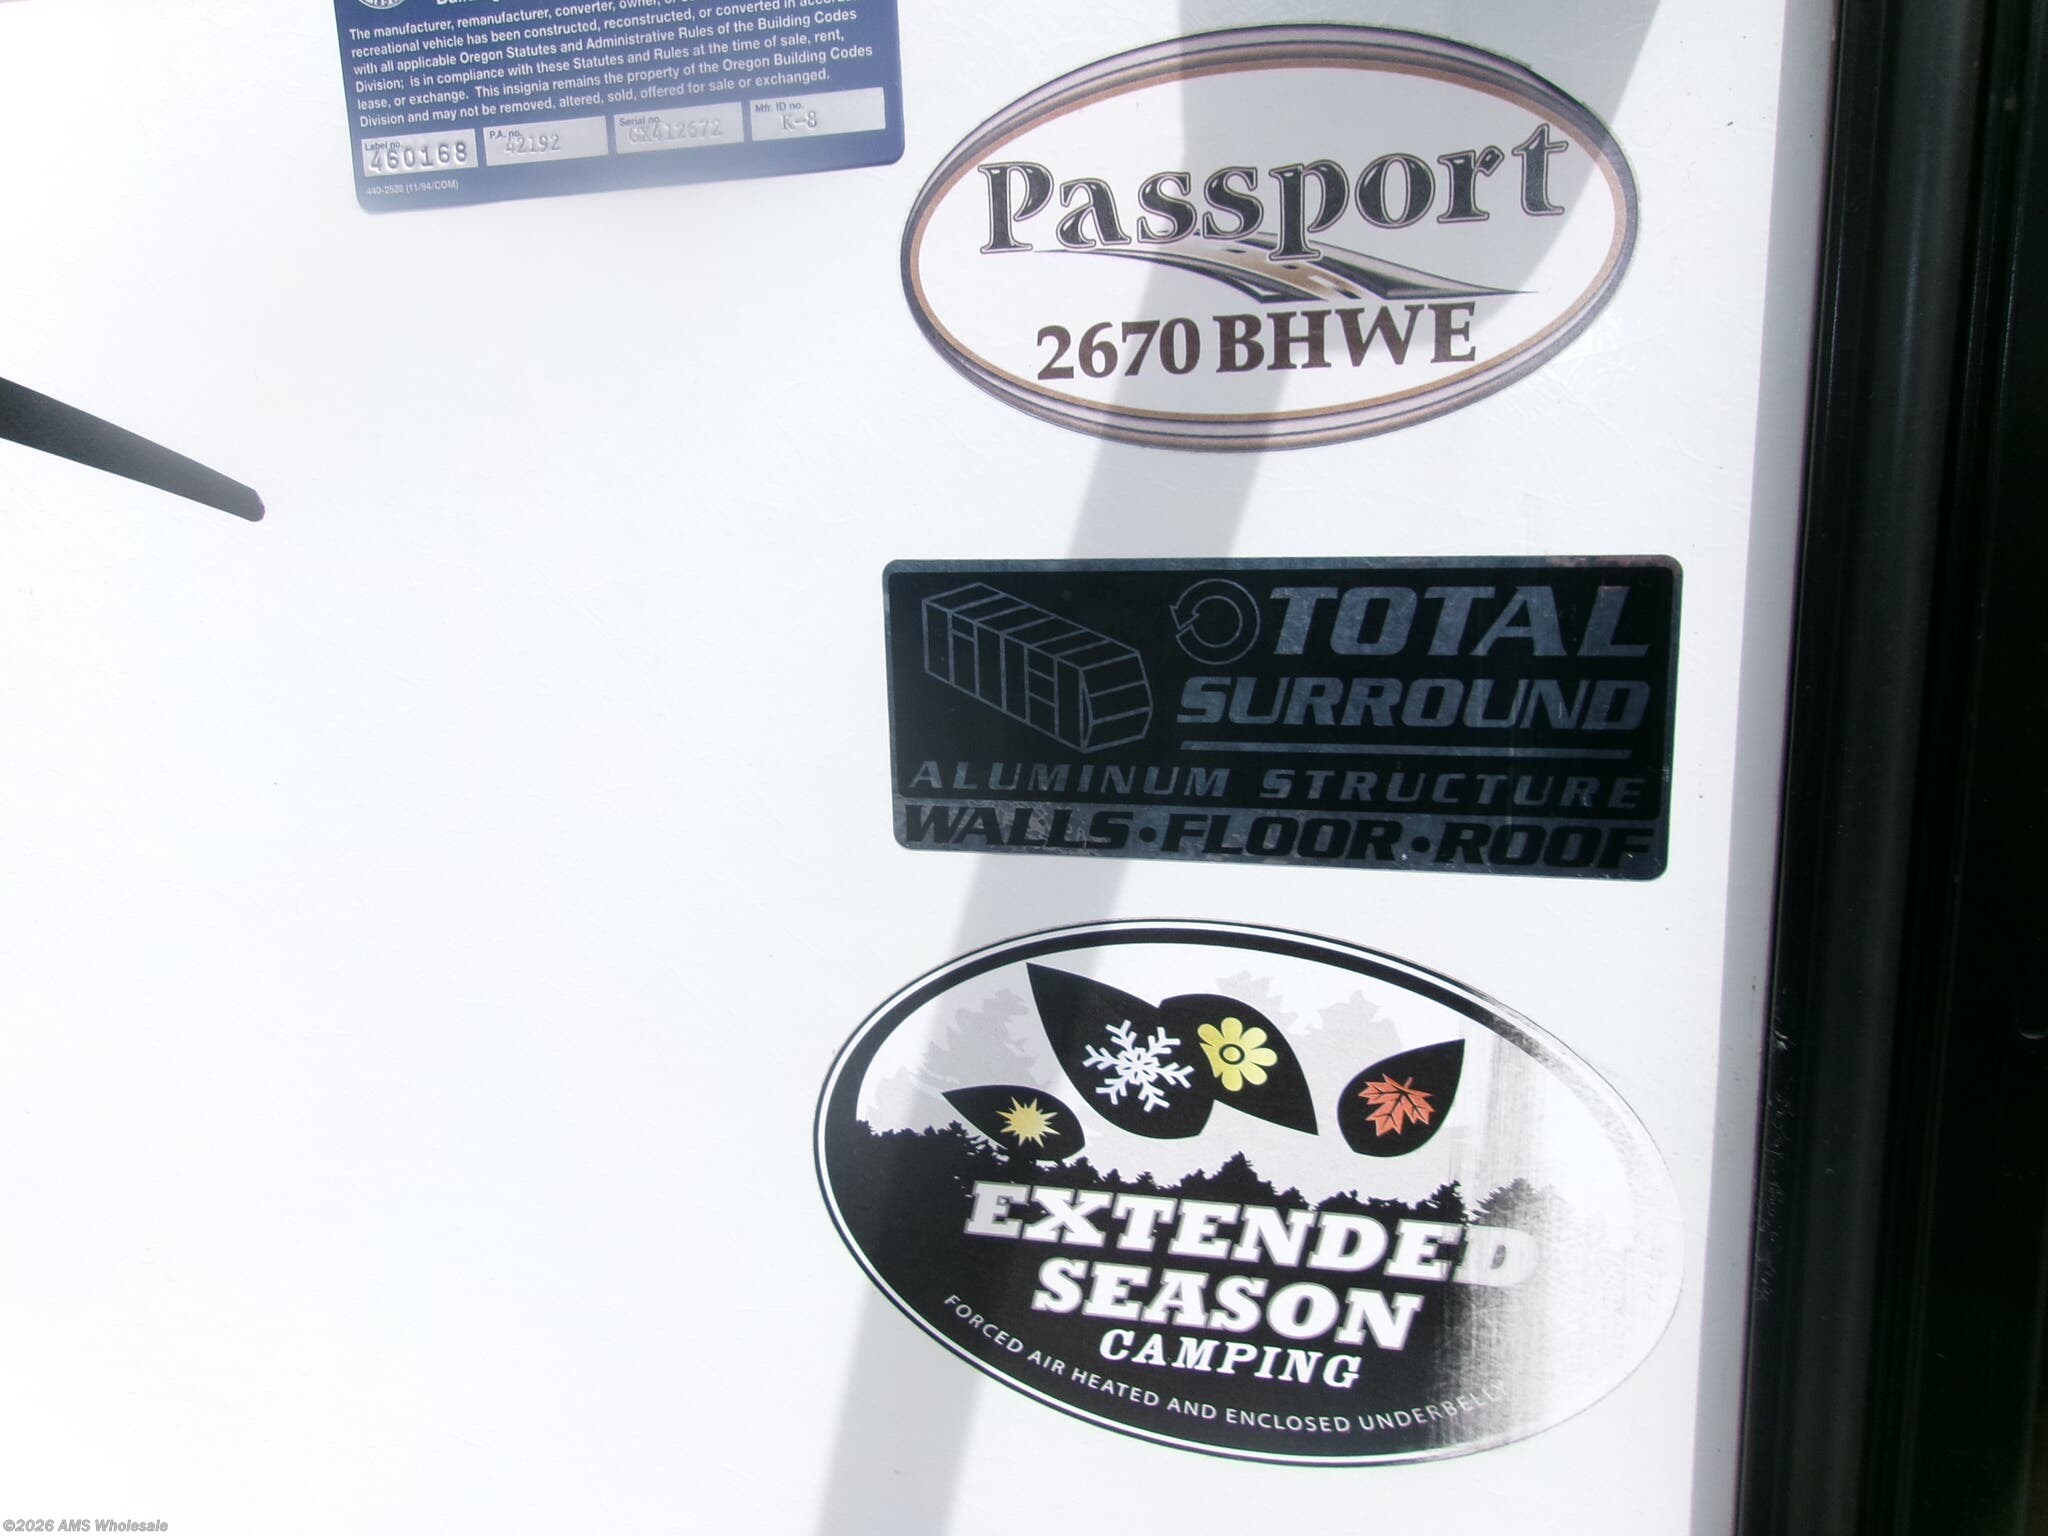 The manufacturer, remanufacturer, converter, owner, or
recreational vehicle has been constructed, reconstructed, or converted in
with all applicable Oregon Statutes and Administrative Rules of the Building Codes
Division; is in compliance with these Statutes and Rules at the time of sale, rent,
lease, or exchange. This insignia remains the property of the Oregon Building Codes
Division and may not be removed, altered, sold, offered for sale or exchanged.
Label no. P.A. no. Serial no. Mfr. ID no.
460168 42192 GX412672 K-8
440-2528 (11/94/COM)
Passport
2670 BHWE
TOTAL
SURROUND
ALUMINUM STRUCTURE
WALLS • FLOOR • ROOF
EXTENDED
SEASON
CAMPING
FORCED AIR HEATED AND ENCLOSED UNDERBELLY
©2026 AMS Wholesale